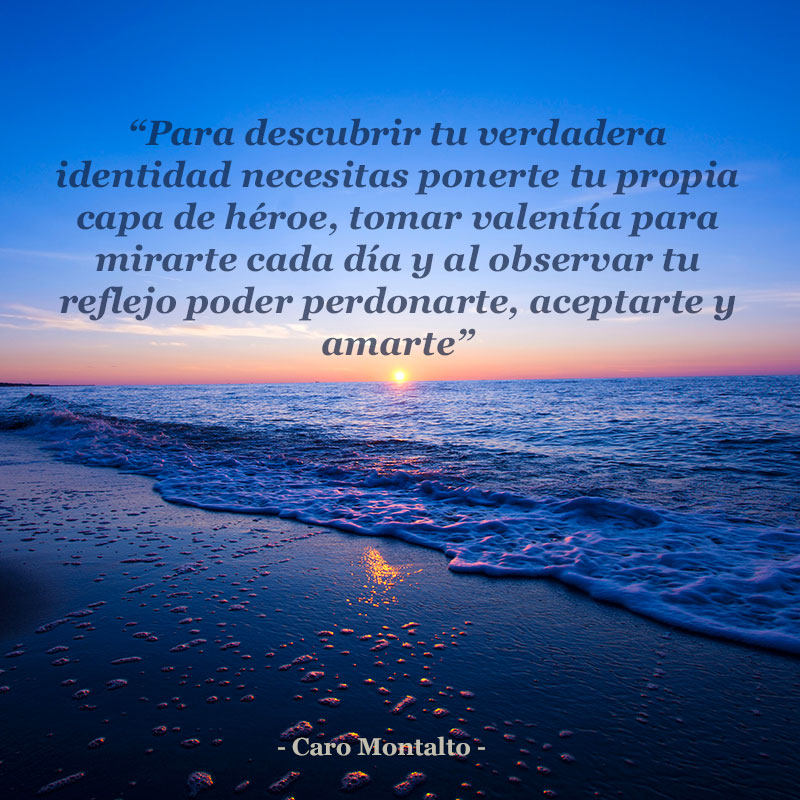 “Para descubrir tu verdadera
identidad necesitas ponerte tu propia
capa de héroe, tomar valentía para
mirarte cada día y al observar tu
reflejo poder perdonarte, aceptarte y
amarte”
- Caro Montalto -